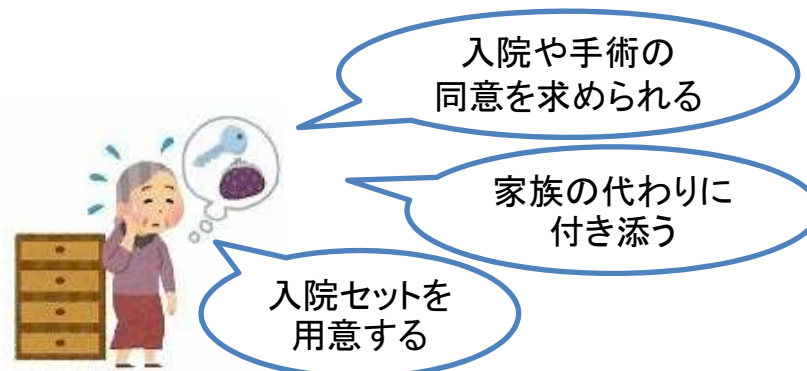 入院や手術の
同意を求められる
家族の代わりに
付き添う
入院セットを
用意する